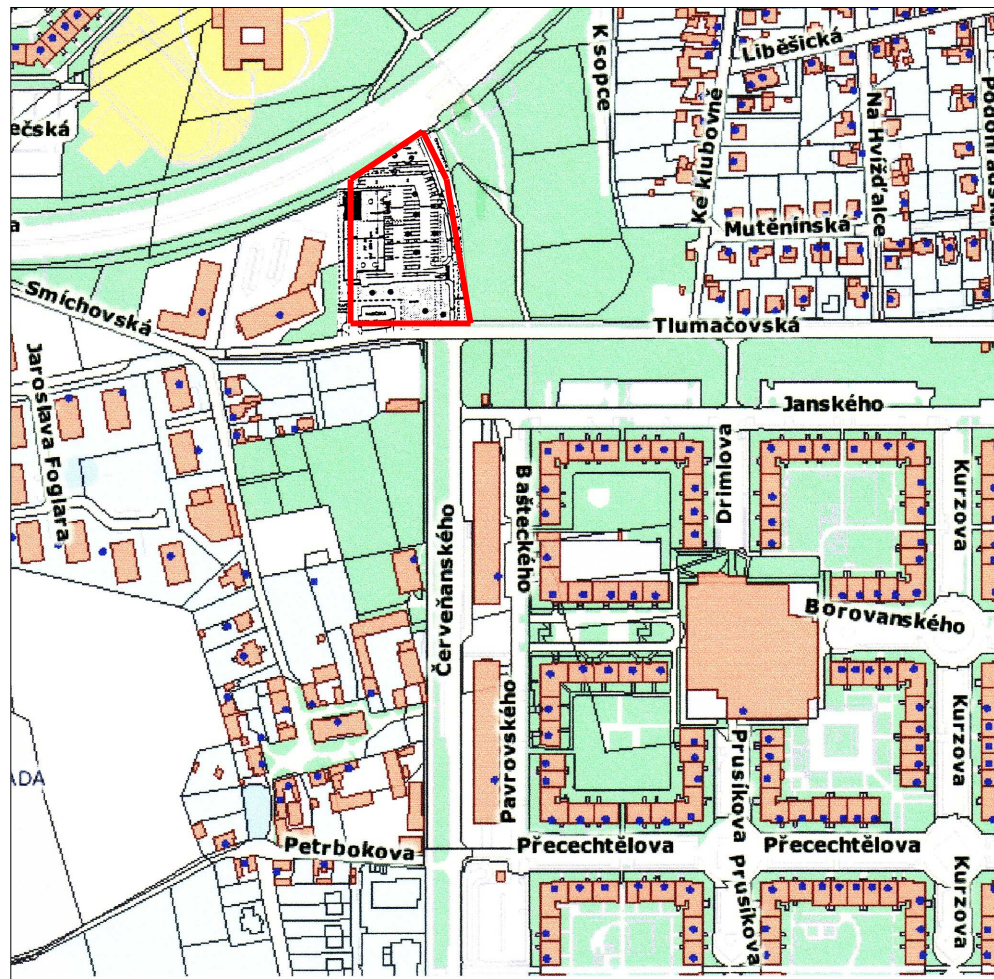 K sopce
Liběšická
Ke klubovně
Na Hvížďalce
ečská
Mutěnínská
a
Smíchovská
Tlumačovská
Jaroslava Foglara
Janského
Drimlova
Baštěckého
Kurzova
Červeňanského
Borovanského
Pavrovského
Kurzova
ADA
Prusíkova
Petrbokova
Přecechtělova
Přecechtělova
Prusíkova
Kurzova